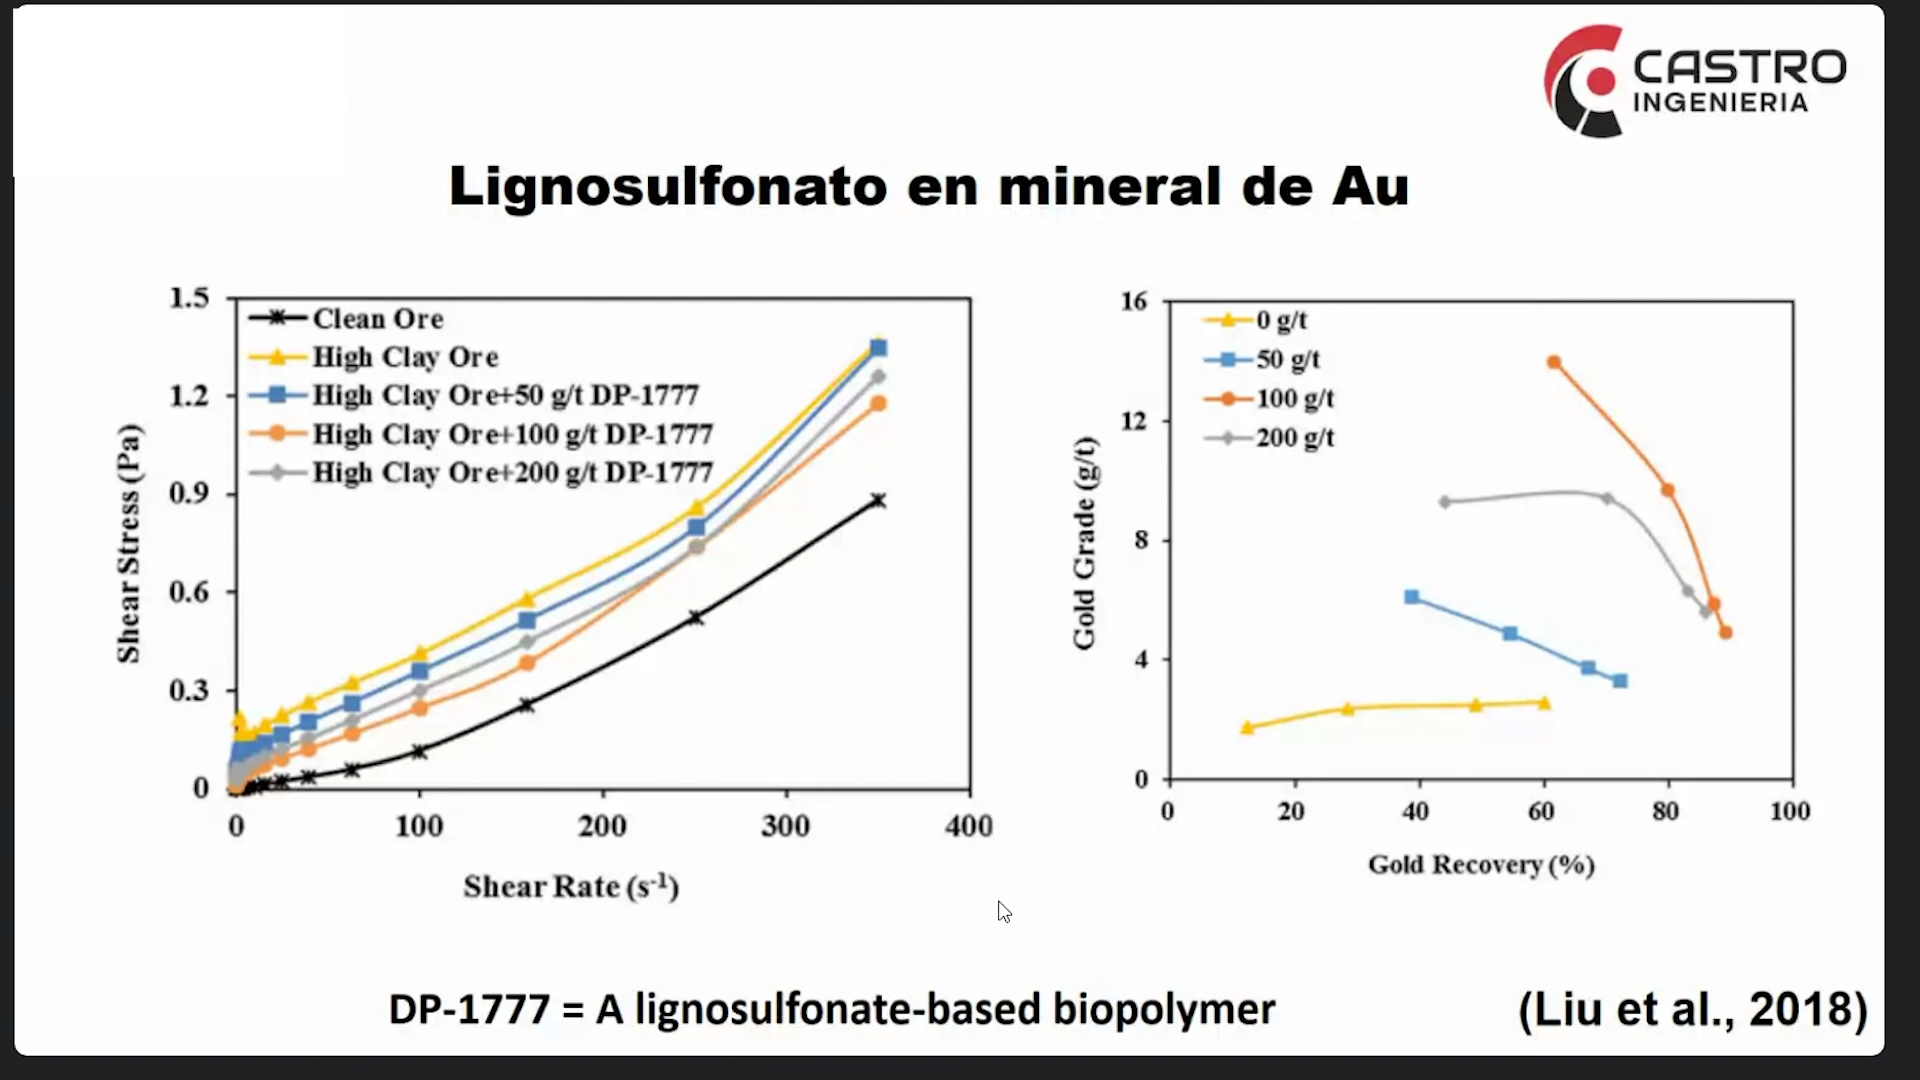 CASTRO
INGENIERIA
Lignosulfonato en mineral de Au
Clean Ore
High Clay Ore
High Clay Ore+50 g/t DP-1777
High Clay Ore+100 g/t DP-1777
High Clay Ore+200 g/t DP-1777
1.5
1.2
0.9
0.6
0.3
0
Shear Stress (Pa)
0 100 200 300 400
Shear Rate (s⁻¹)
0 g/t
50 g/t
100 g/t
200 g/t
16
12
8
4
0
Gold Grade (g/t)
0 20 40 60 80 100
Gold Recovery (%)
DP-1777 = A lignosulfonate-based biopolymer
(Liu et al., 2018)